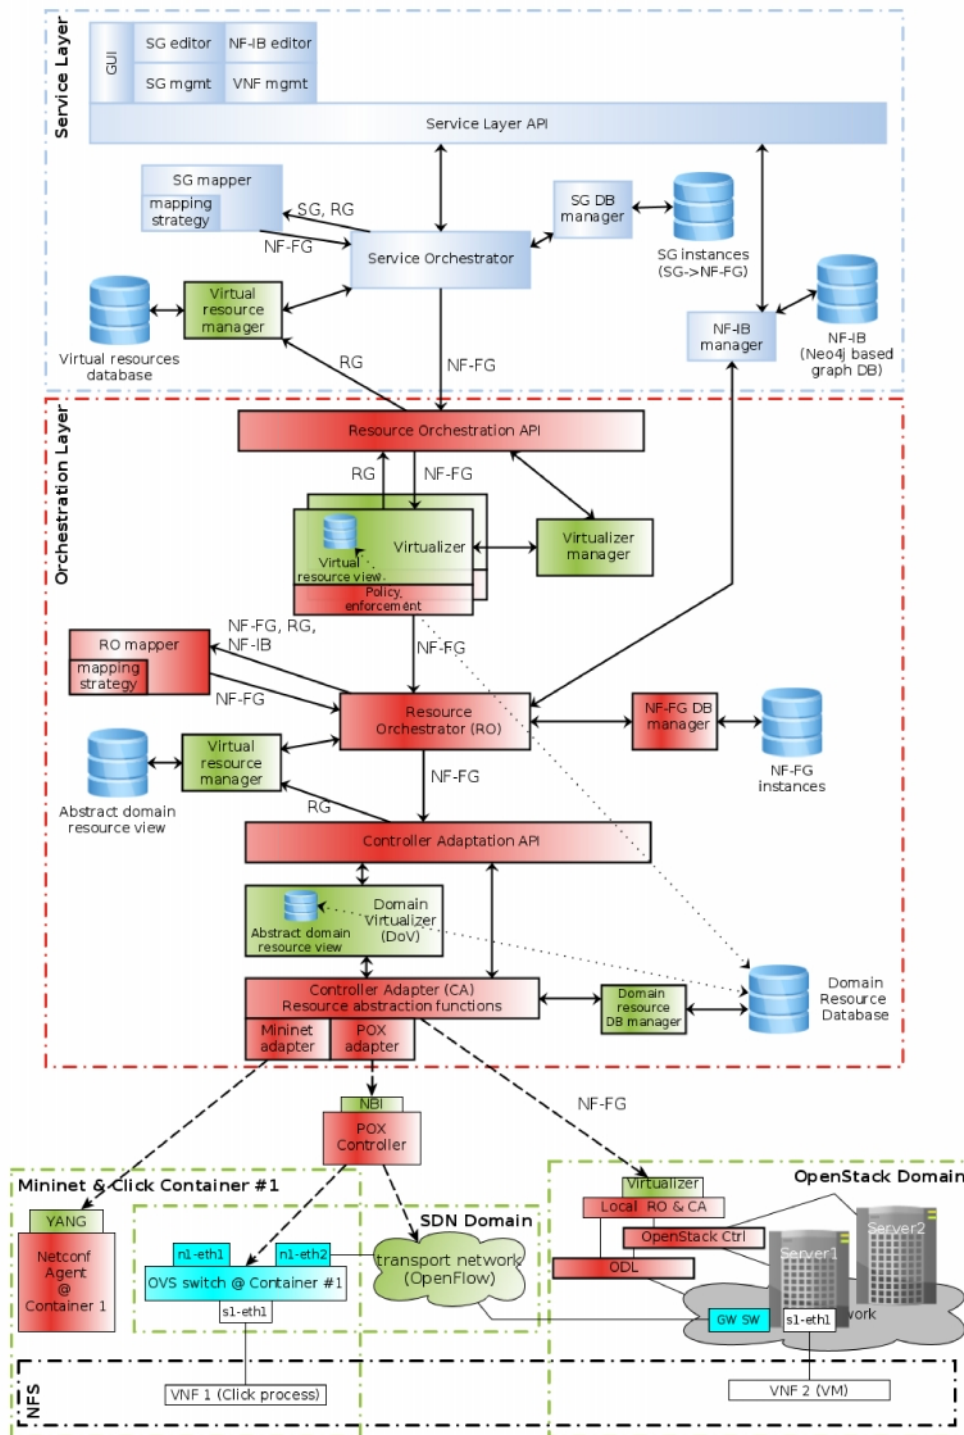 Service Layer
GUI
SG editor
NF-IB editor
SG mgmt
VNF mgmt
Service Layer API
SG mapper
mapping
strategy
SG, RG
NF-FG
Service Orchestrator
SG DB
manager
SG instances
(SG->NF-FG)
Virtual
resource
manager
Virtual resources
database
RG
NF-FG
NF-IB
manager
NF-IB
(Neo4j based
graph DB)
Orchestration Layer
Resource Orchestration API
RG
NF-FG
Virtualizer
Virtual
resource view
Policy
enforcement
Virtualizer
manager
NF-FG, RG,
NF-IB
RO mapper
mapping
strategy
NF-FG
NF-FG
Resource
Orchestrator (RO)
NF-FG DB
manager
NF-FG
instances
Virtual
resource
manager
Abstract domain
resource view
RG
NF-FG
Controller Adaptation API
Domain
Virtualizer
(DoV)
Abstract domain
resource view
Controller Adapter (CA)
Resource abstraction functions
Mininet
adapter
POX
adapter
Domain
resource
DB manager
Domain
Resource
Database
NF-FG
NBI
POX
Controller
Mininet & Click Container #1
YANG
Netconf
Agent
@
Container 1
n1-eth1
n1-eth2
OVS switch @ Container #1
s1-eth1
SDN Domain
transport network
(OpenFlow)
OpenStack Domain
Virtualizer
Local RO & CA
OpenStack Ctrl
ODL
Server1
Server2
GW SW
s1-eth1
work
NFS
VNF 1 (Click process)
VNF 2 (VM)